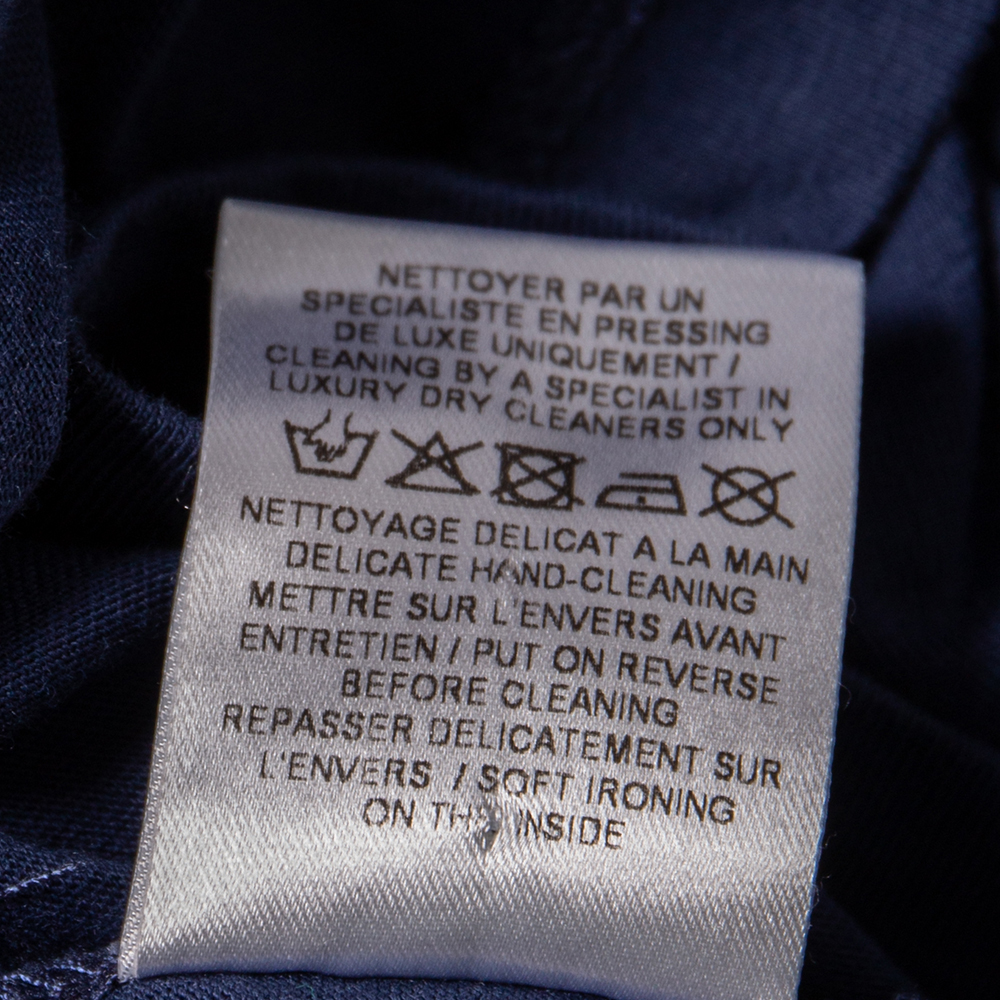 NETTOYER PAR UN
SPECIALISTE EN PRESSING
DE LUXE UNIQUEMENT /
CLEANING BY A SPECIALIST IN
LUXURY DRY CLEANERS ONLY
NETTOYAGE DELICAT A LA MAIN
DELICATE HAND-CLEANING
METTRE SUR L'ENVERS AVANT
ENTRETIEN / PUT ON REVERSE
BEFORE CLEANING
REPASSER DELICATEMENT SUR
L'ENVERS / SOFT IRONING
ON THE INSIDE